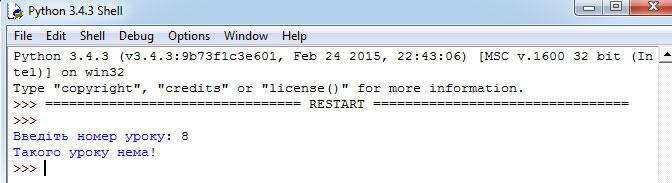 Python 3.4.3 Shell
File Edit Shell Debug Options Window Help
Python 3.4.3 (v3.4.3:9b73f1c3e601, Feb 24 2015, 22:43:06) [MSC v.1600 32 bit (In
tel)] on win32
Type "copyright", "credits" or "license()" for more information.
>>> ================================ RESTART ================================
>>>
Введіть номер уроку: 8
Такого уроку нема!
>>>